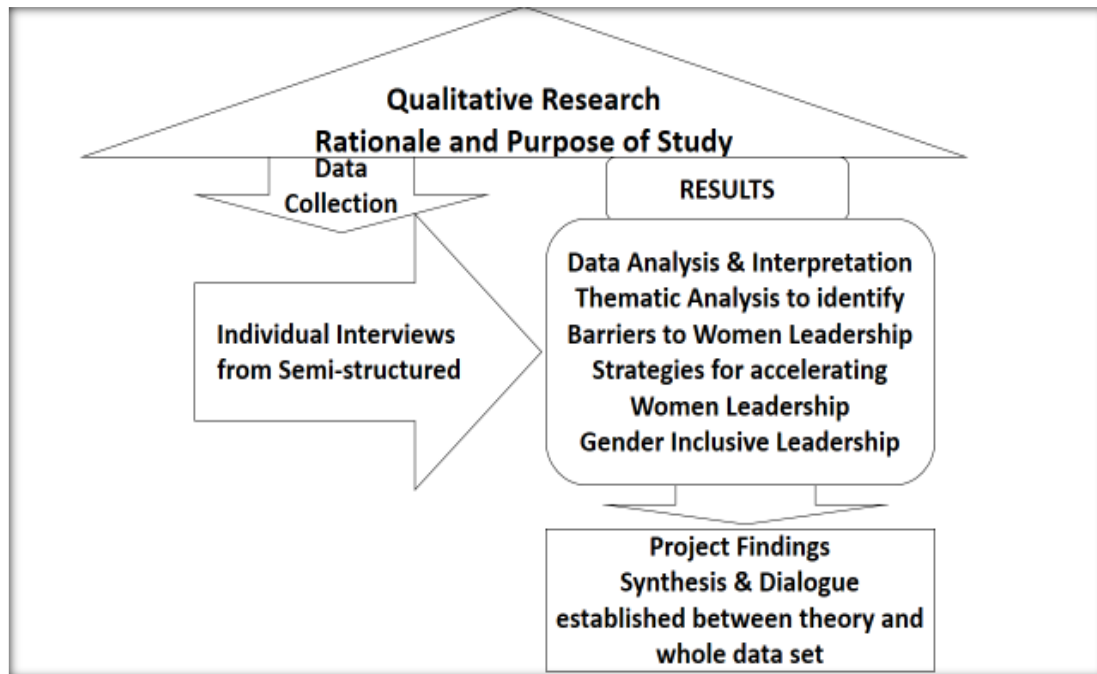 Qualitative Research
Rationale and Purpose of Study
Data
Collection
Individual Interviews
from Semi-structured
RESULTS
Data Analysis & Interpretation
Thematic Analysis to identify
Barriers to Women Leadership
Strategies for accelerating
Women Leadership
Gender Inclusive Leadership
Project Findings
Synthesis & Dialogue
established between theory and
whole data set